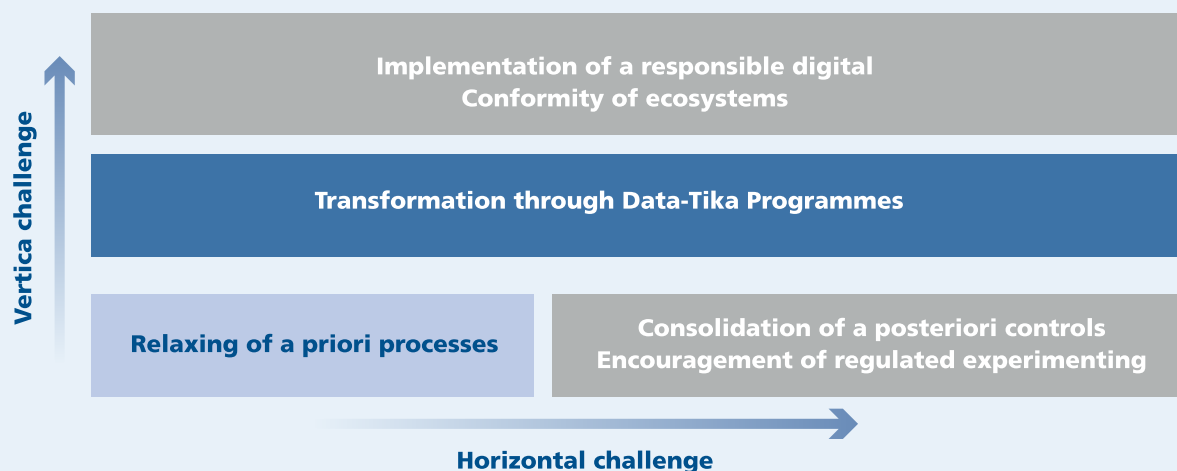 Implementation of a responsible digital
Conformity of ecosystems
Vertica challenge
Transformation through Data-Tika Programmes
Relaxing of a priori processes
Consolidation of a posteriori controls
Encouragement of regulated experimenting
Horizontal challenge